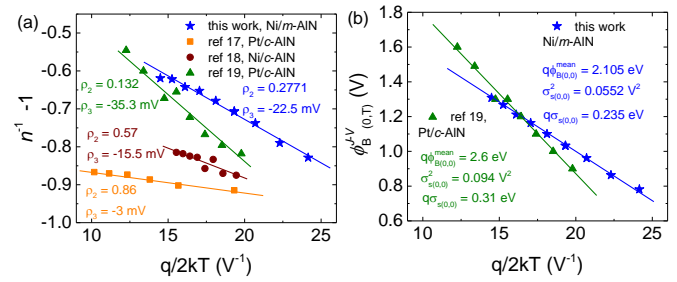 (a)
n⁻¹ -1
-0.5
-0.6
-0.7
-0.8
-0.9
-1.0
this work, Ni/m-AlN
ref 17, Pt/c-AlN
ref 18, Ni/c-AlN
ref 19, Pt/c-AlN
ρ₂ = 0.132
ρ₃ = -35.3 mV
ρ₂ = 0.2771
ρ₃ = -22.5 mV
ρ₂ = 0.57
ρ₃ = -15.5 mV
ρ₂ = 0.86
ρ₃ = -3 mV
10 15 20 25
q/2kT (V⁻¹)
(b)
ϕ_B^{J-V} (0,T) (V)
1.8
1.6
1.4
1.2
1.0
0.8
0.6
this work
Ni/m-AlN
qϕ_{B(0,0)}^{mean} = 2.105 eV
σ²_{s(0,0)} = 0.0552 V²
qσ_{s(0,0)} = 0.235 eV
ref 19,
Pt/c-AlN
qϕ_{B(0,0)}^{mean} = 2.6 eV
σ²_{s(0,0)} = 0.094 V²
qσ_{s(0,0)} = 0.31 eV
10 15 20 25
q/2kT (V⁻¹)